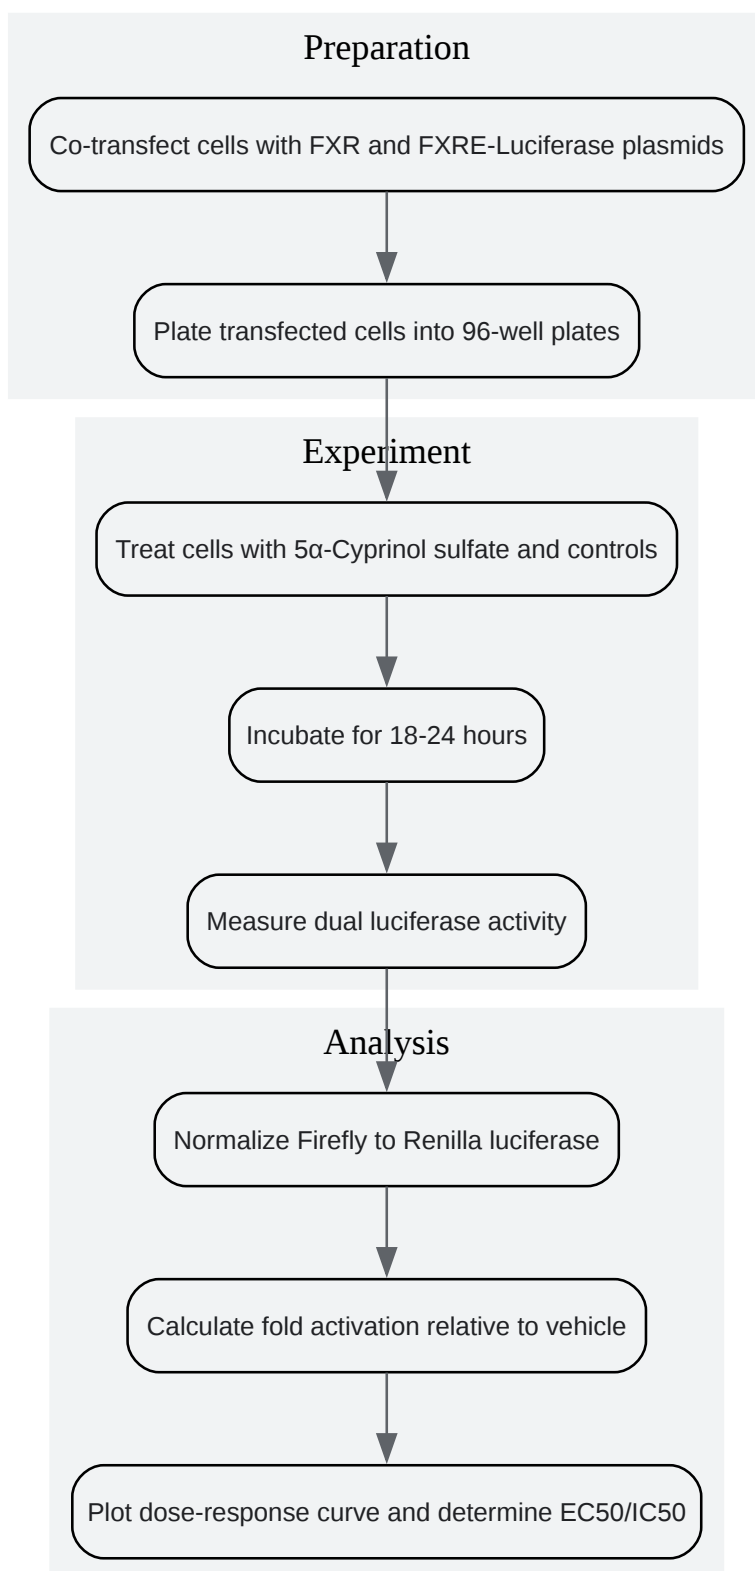 Preparation
Co-transfect cells with FXR and FXRE-Luciferase plasmids
Plate transfected cells into 96-well plates
Experiment
Treat cells with 5α-Cyprinol sulfate and controls
Incubate for 18-24 hours
Measure dual luciferase activity
Analysis
Normalize Firefly to Renilla luciferase
Calculate fold activation relative to vehicle
Plot dose-response curve and determine EC50/IC50